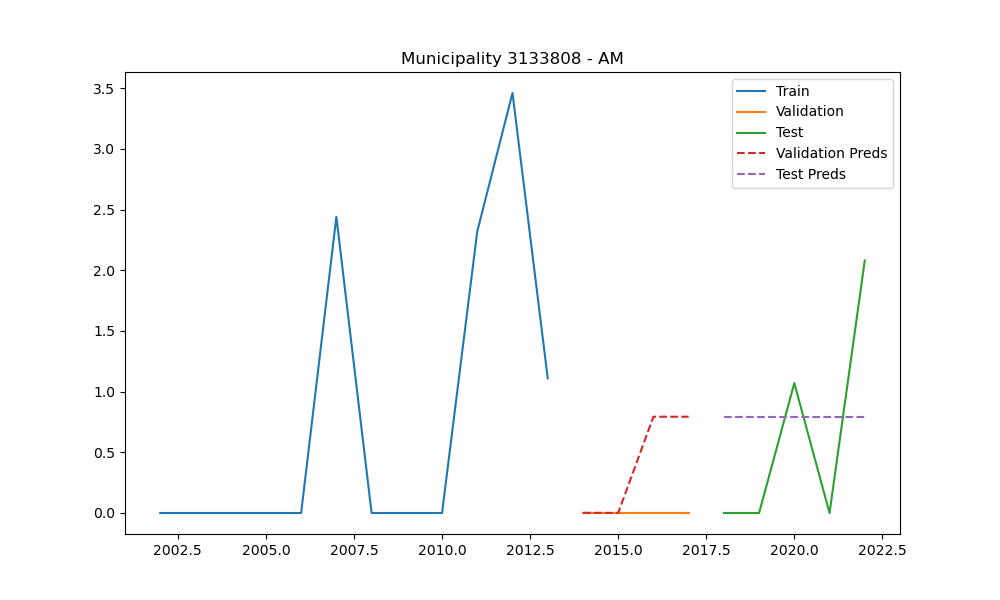 Municipality 3133808 - AM
3.5
3.0
2.5
2.0
1.5
1.0
0.5
0.0
Train
Validation
Test
Validation Preds
Test Preds
2002.5 2005.0 2007.5 2010.0 2012.5 2015.0 2017.5 2020.0 2022.5